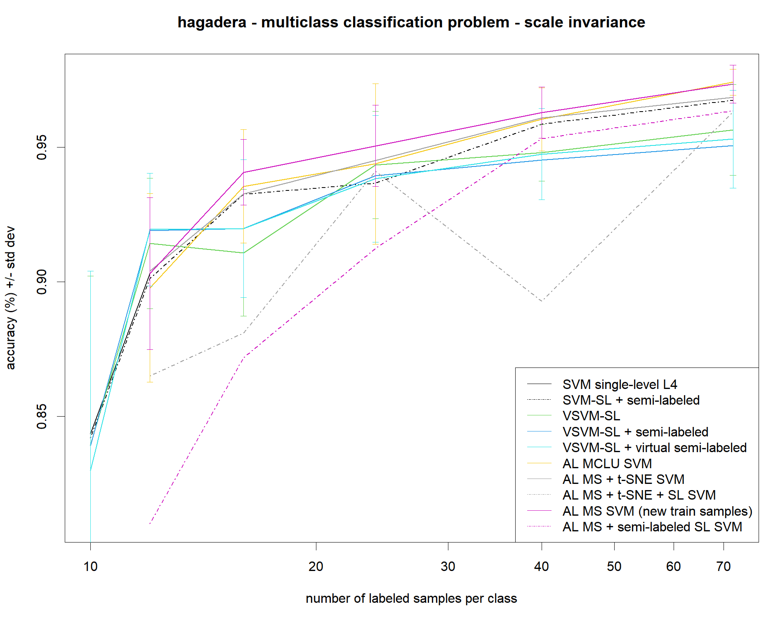 hagadera - multiclass classification problem - scale invariance
accuracy (%) +/- std dev
0.95
0.90
0.85
SVM single-level L4
SVM-SL + semi-labeled
VSVM-SL
VSVM-SL + semi-labeled
VSVM-SL + virtual semi-labeled
AL MCLU SVM
AL MS + t-SNE SVM
AL MS + t-SNE + SL SVM
AL MS SVM (new train samples)
AL MS + semi-labeled SL SVM
10 20 30 40 50 60 70
number of labeled samples per class